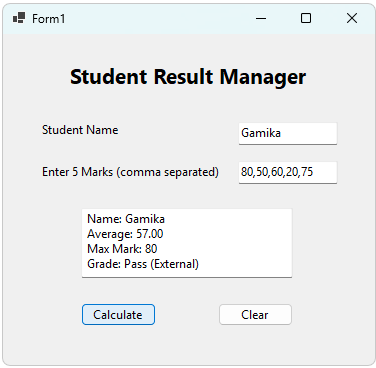 Form1
Student Result Manager
Student Name
Gamika
Enter 5 Marks (comma separated)
80,50,60,20,75
Name: Gamika
Average: 57.00
Max Mark: 80
Grade: Pass (External)
Calculate
Clear